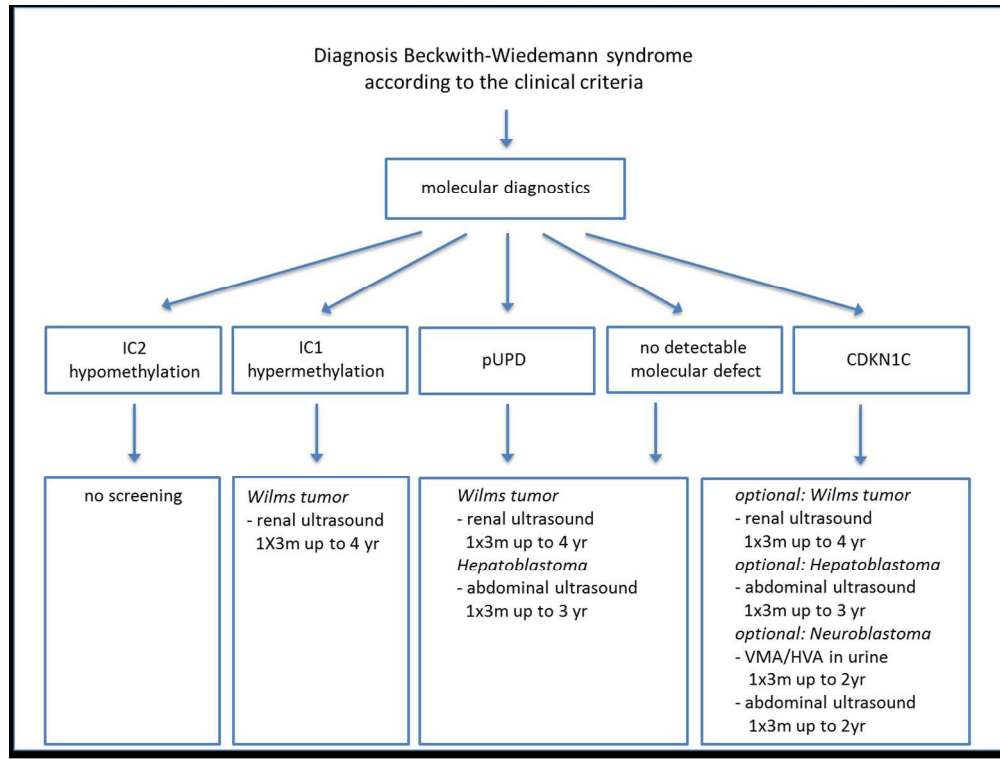 Diagnosis Beckwith-Wiedemann syndrome
according to the clinical criteria
molecular diagnostics
IC2
hypomethylation
IC1
hypermethylation
pUPD
no detectable
molecular defect
CDKN1C
no screening
Wilms tumor
- renal ultrasound
1X3m up to 4 yr
Wilms tumor
- renal ultrasound
1x3m up to 4 yr
Hepatoblastoma
- abdominal ultrasound
1x3m up to 3 yr
optional: Wilms tumor
- renal ultrasound
1x3m up to 4 yr
optional: Hepatoblastoma
- abdominal ultrasound
1x3m up to 3 yr
optional: Neuroblastoma
- VMA/HVA in urine
1x3m up to 2yr
- abdominal ultrasound
1x3m up to 2yr